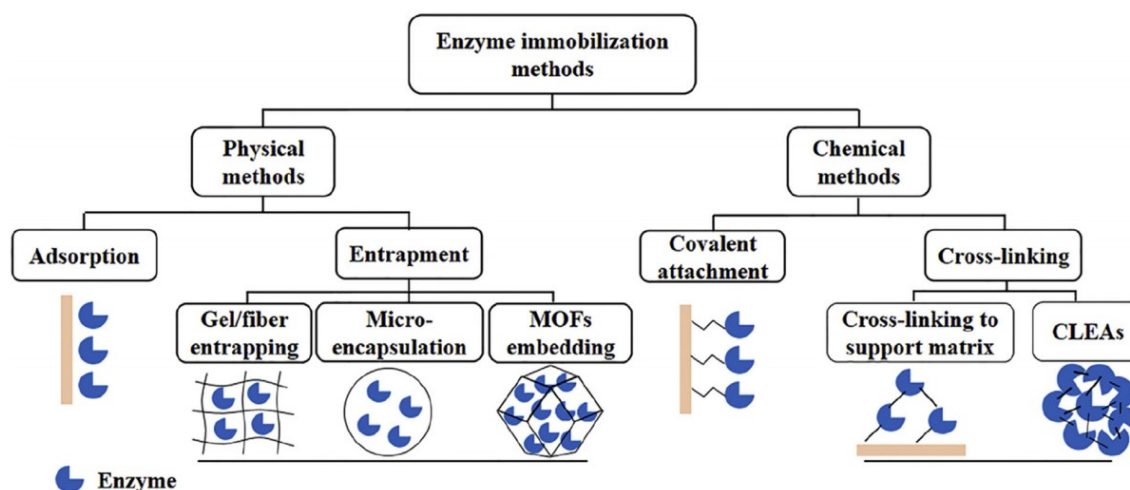 Enzyme immobilization
methods
Physical
methods
Chemical
methods
Adsorption
Entrapment
Covalent
attachment
Cross-linking
Gel/fiber
entrapping
Micro-
encapsulation
MOFs
embedding
Cross-linking to
support matrix
CLEAs
Enzyme